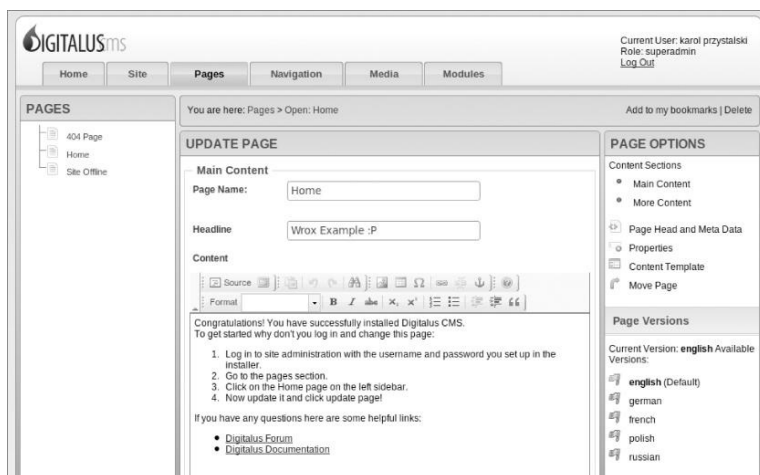 DIGITALUScms
Current User: karol przystalski
Role: superadmin
Log Out
Home Site Pages Navigation Media Modules
PAGES
404 Page
Home
Site Offline
You are here: Pages > Open: Home
Add to my bookmarks | Delete
UPDATE PAGE
Main Content
Page Name:
Home
Headline
Wrox Example :P
Content
Source
Format
B I abc x, x'
Congratulations! You have successfully installed Digitalus CMS.
To get started why don't you log in and change this page:
1. Log in to site administration with the username and password you set up in the
installer.
2. Go to the pages section.
3. Click on the Home page on the left sidebar.
4. Now update it and click update page!
If you have any questions here are some helpful links:
Digitalus Forum
Digitalus Documentation
PAGE OPTIONS
Content Sections
Main Content
More Content
Page Head and Meta Data
Properties
Content Template
Move Page
Page Versions
Current Version: english Available
Versions:
english (Default)
german
french
polish
russian